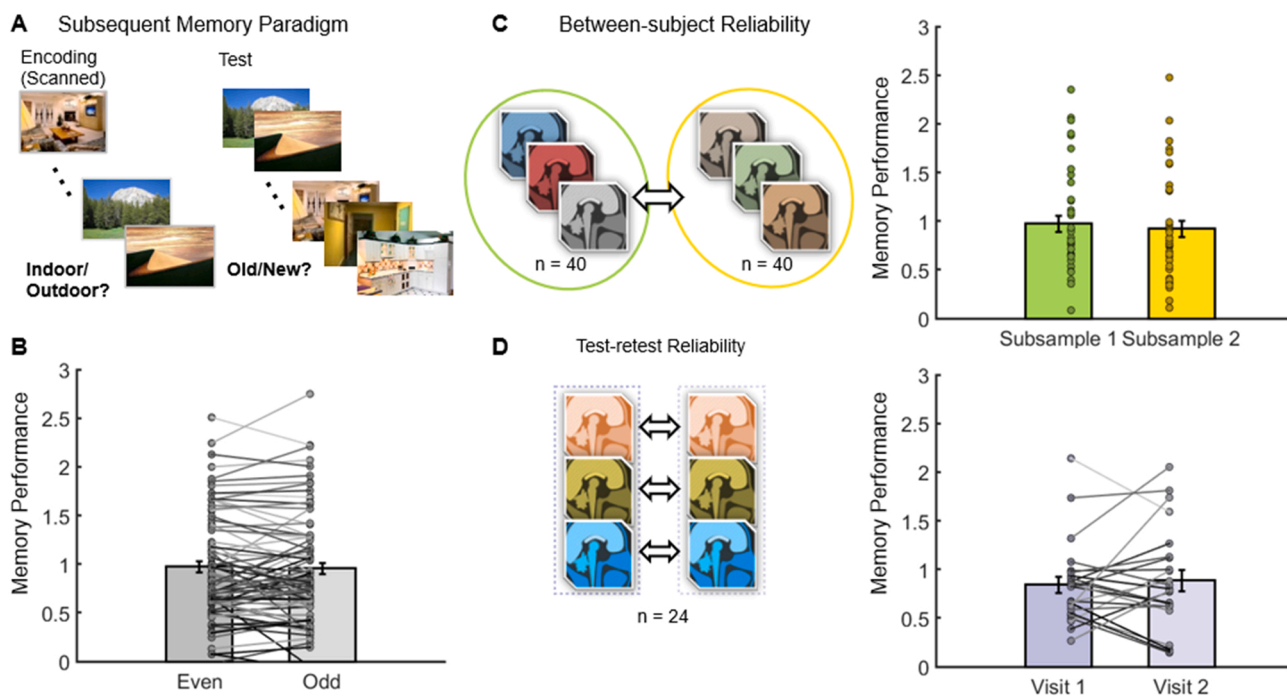 A Subsequent Memory Paradigm
Encoding
(Scanned)
Test
Indoor/
Outdoor?
Old/New?
B
Memory Performance
3
2.5
2
1.5
1
0.5
0
Even Odd
C Between-subject Reliability
n = 40 n = 40
Memory Performance
3
2.5
2
1.5
1
0.5
0
Subsample 1 Subsample 2
D Test-retest Reliability
n = 24
Memory Performance
3
2.5
2
1.5
1
0.5
0
Visit 1 Visit 2